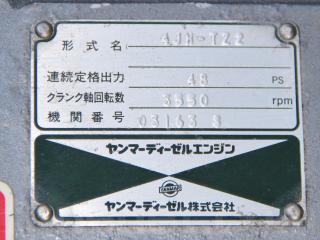 形式名 4JH-TZ2
連続定格出力 48 PS
クランク軸回転数 3550 rpm
機関番号 03163
ヤンマーディーゼルエンジン
YANMAR
ヤンマーディーゼル株式会社